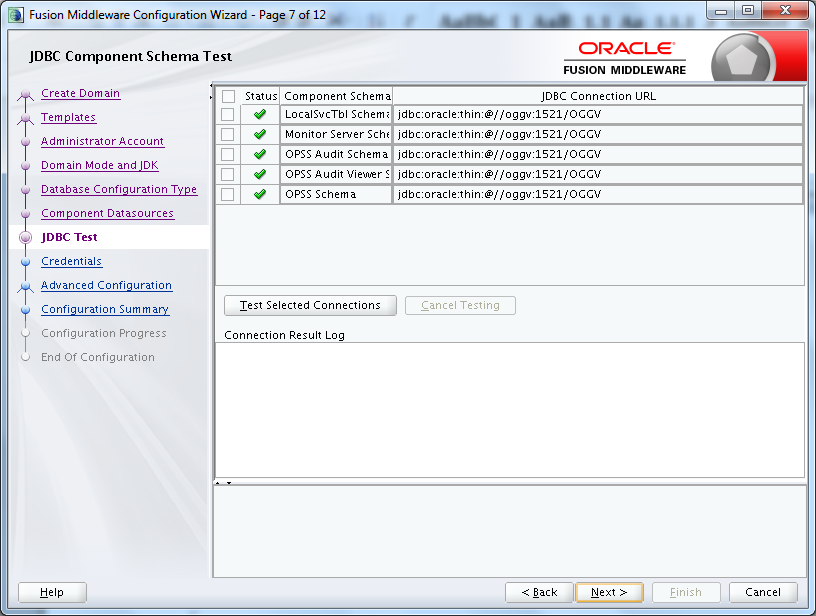 Fusion Middleware Configuration Wizard - Page 7 of 12
JDBC Component Schema Test
ORACLE
FUSION MIDDLEWARE
Create Domain
Templates
Administrator Account
Domain Mode and JDK
Database Configuration Type
Component Datasources
JDBC Test
Credentials
Advanced Configuration
Configuration Summary
Configuration Progress
End Of Configuration
Status Component Schema JDBC Connection URL
LocalSvcTbl Schema jdbc:oracle:thin:@//oggv:1521/OGGV
Monitor Server Sche jdbc:oracle:thin:@//oggv:1521/OGGV
OPSS Audit Schema jdbc:oracle:thin:@//oggv:1521/OGGV
OPSS Audit Viewer S jdbc:oracle:thin:@//oggv:1521/OGGV
OPSS Schema jdbc:oracle:thin:@//oggv:1521/OGGV
Test Selected Connections Cancel Testing
Connection Result Log
Help < Back Next > Finish Cancel